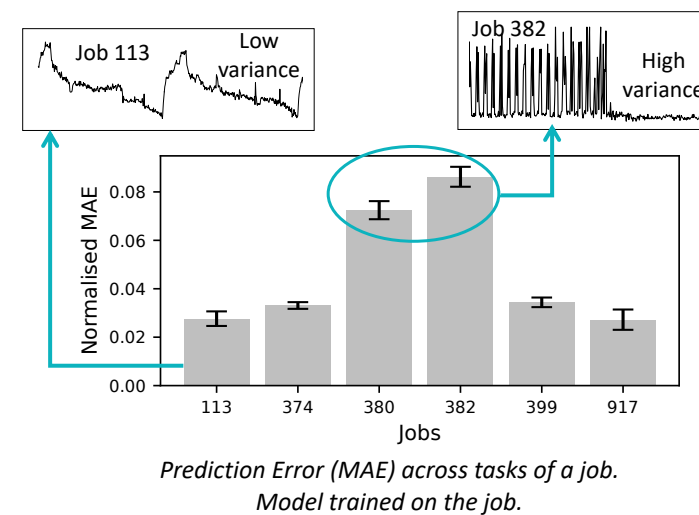 Job 113
Low
variance
Job 382
High
variance
Normalised MAE
0.08
0.06
0.04
0.02
0.00
113 374 380 382 399 917
Jobs
Prediction Error (MAE) across tasks of a job.
Model trained on the job.